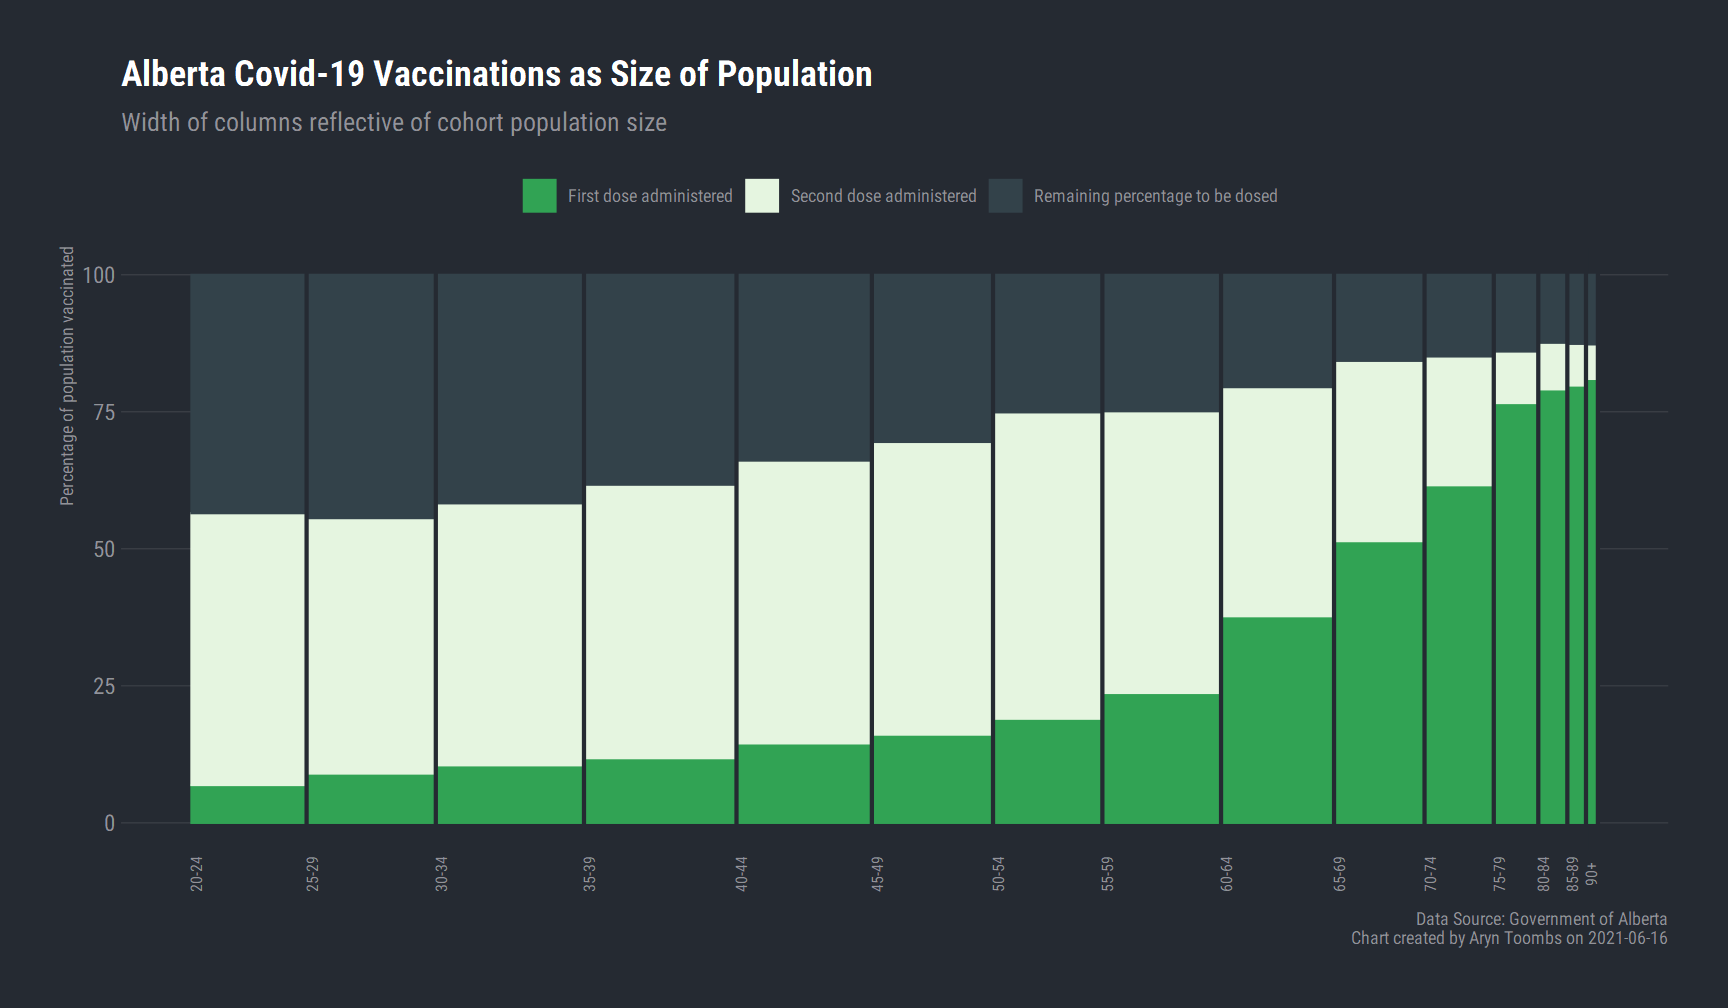 Alberta Covid-19 Vaccinations as Size of Population
Width of columns reflective of cohort population size
First dose administered
Second dose administered
Remaining percentage to be dosed
Percentage of population vaccinated
100
75
50
25
0
20-24
25-29
30-34
35-39
40-44
45-49
50-54
55-59
60-64
65-69
70-74
75-79
80-84
85-89
90+
Data Source: Government of Alberta
Chart created by Aryn Toombs on 2021-06-16